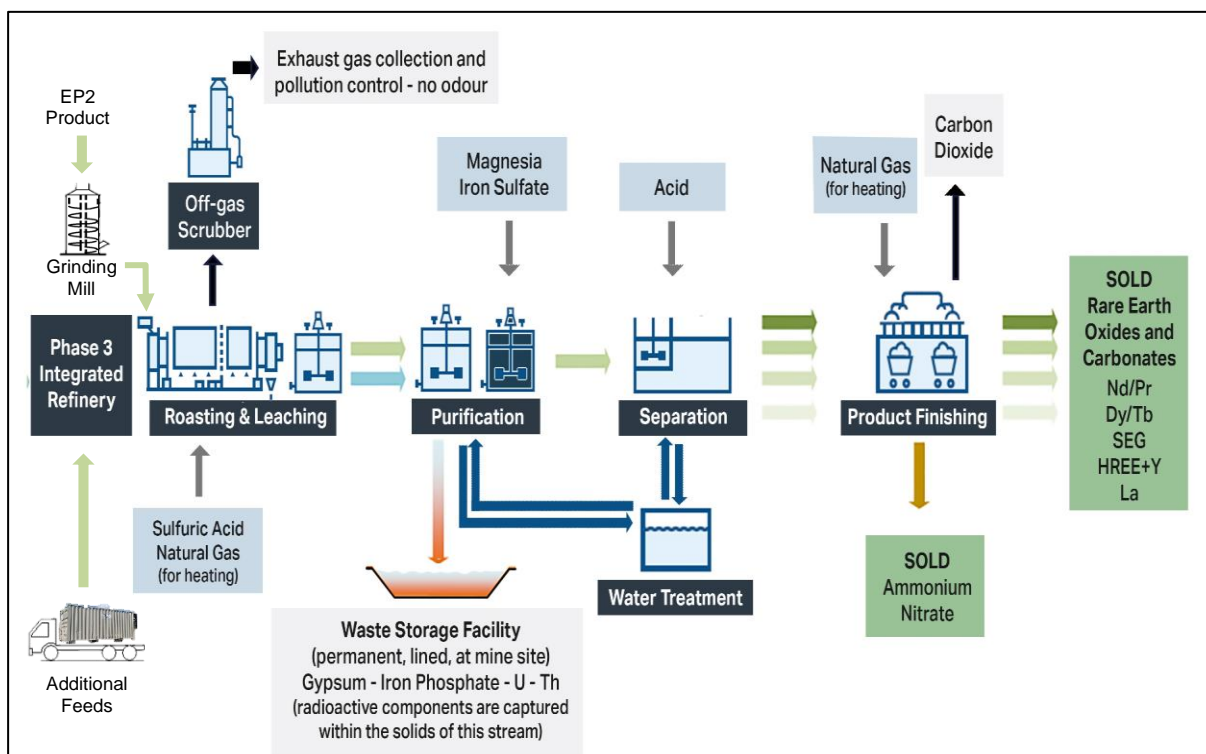 Exhaust gas collection and
pollution control - no odour
EP2
Product
Carbon
Dioxide
Magnesia
Iron Sulfate
Acid
Natural Gas
(for heating)
Off-gas
Scrubber
Grinding
Mill
SOLD
Rare Earth
Oxides and
Carbonates
Nd/Pr
Dy/Tb
SEG
HREE+Y
La
Phase 3
Integrated
Refinery
Roasting & Leaching
Purification
Separation
Product Finishing
Sulfuric Acid
Natural Gas
(for heating)
Water Treatment
SOLD
Ammonium
Nitrate
Waste Storage Facility
(permanent, lined, at mine site)
Gypsum - Iron Phosphate - U - Th
(radioactive components are captured
within the solids of this stream)
Additional
Feeds